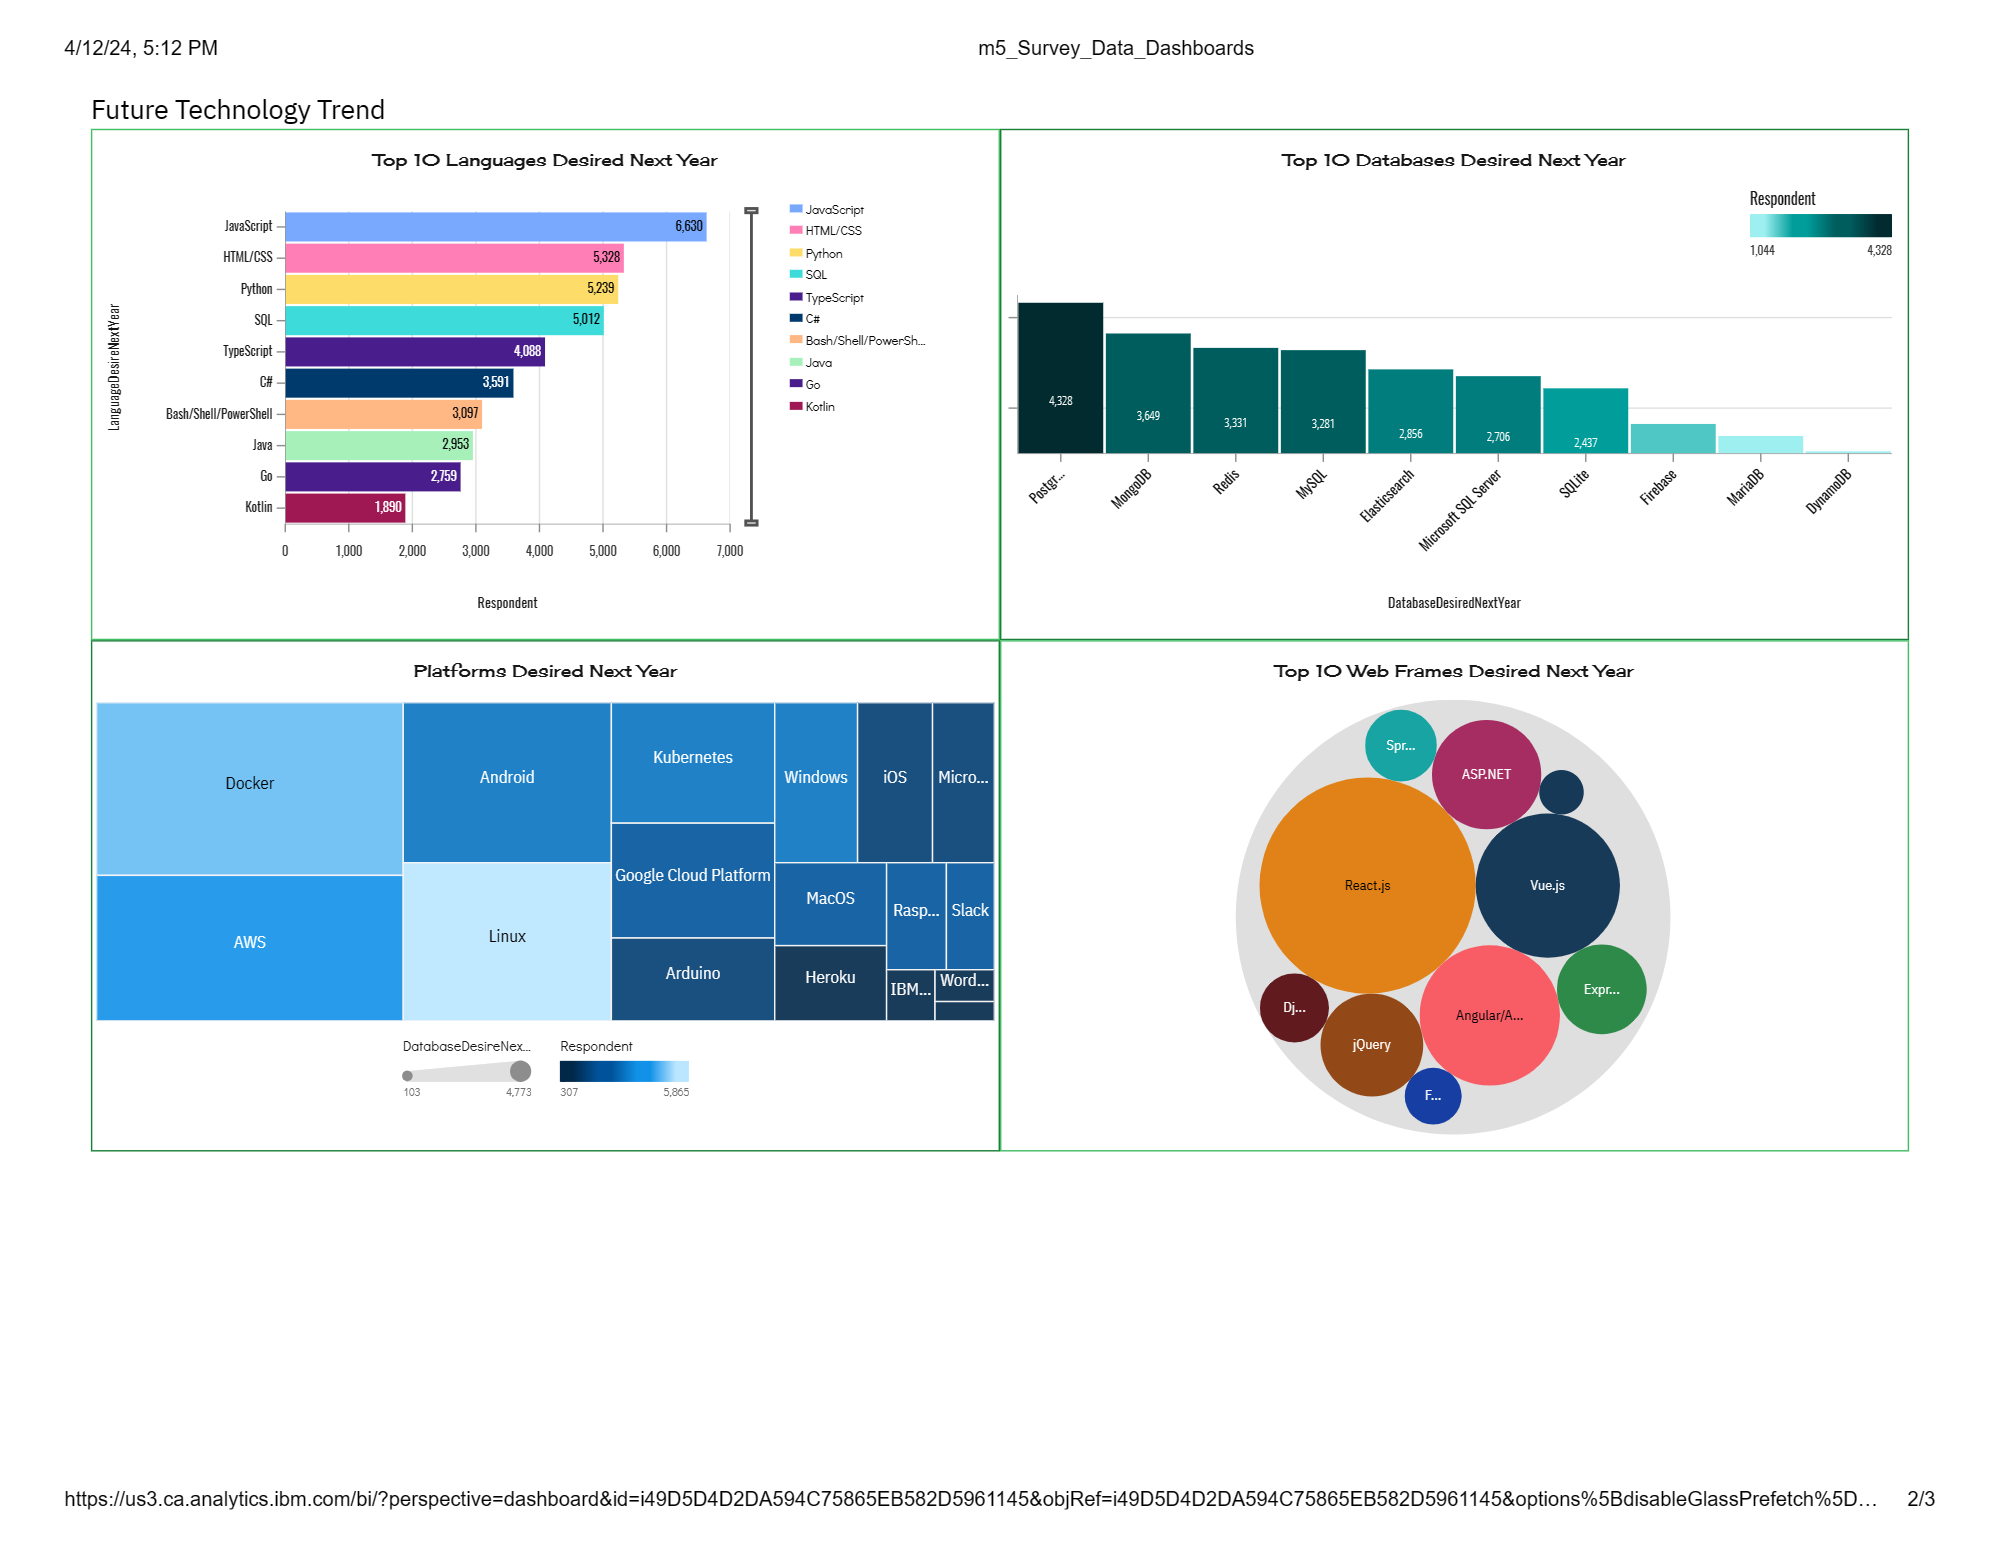 4/12/24, 5:12 PM
m5_Survey_Data_Dashboards
Future Technology Trend
Top 10 Languages Desired Next Year
LanguageDesireNextYear
JavaScript
6,630
HTML/CSS
5,328
Python
5,239
SQL
5,012
TypeScript
4,088
C#
3,591
Bash/Shell/PowerShell
3,097
Java
2,953
Go
2,759
Kotlin
1,890
0 1,000 2,000 3,000 4,000 5,000 6,000 7,000
Respondent
JavaScript
HTML/CSS
Python
SQL
TypeScript
C#
Bash/Shell/PowerSh...
Java
Go
Kotlin
Top 10 Databases Desired Next Year
Respondent
1,044 4,328
4,328
3,649
3,331
3,281
2,856
2,706
2,437
Postgr...
MongoDB
Redis
MySQL
Elasticsearch
Microsoft SQL Server
SQLite
Firebase
MariaDB
DynamoDB
DatabaseDesiredNextYear
Platforms Desired Next Year
Docker
AWS
Android
Linux
Kubernetes
Google Cloud Platform
Arduino
Windows
iOS
Micro...
MacOS
Rasp...
Slack
Heroku
IBM...
Word...
DatabaseDesireNex...
103 4,773
Respondent
307 5,865
Top 10 Web Frames Desired Next Year
Spr...
ASP.NET
React.js
Vue.js
Dj...
jQuery
Angular/A...
Expr...
F...
https://us3.ca.analytics.ibm.com/bi/?perspective=dashboard&id=i49D5D4D2DA594C75865EB582D5961145&objRef=i49D5D4D2DA594C75865EB582D5961145&options%5BdisableGlassPrefetch%5D…
2/3